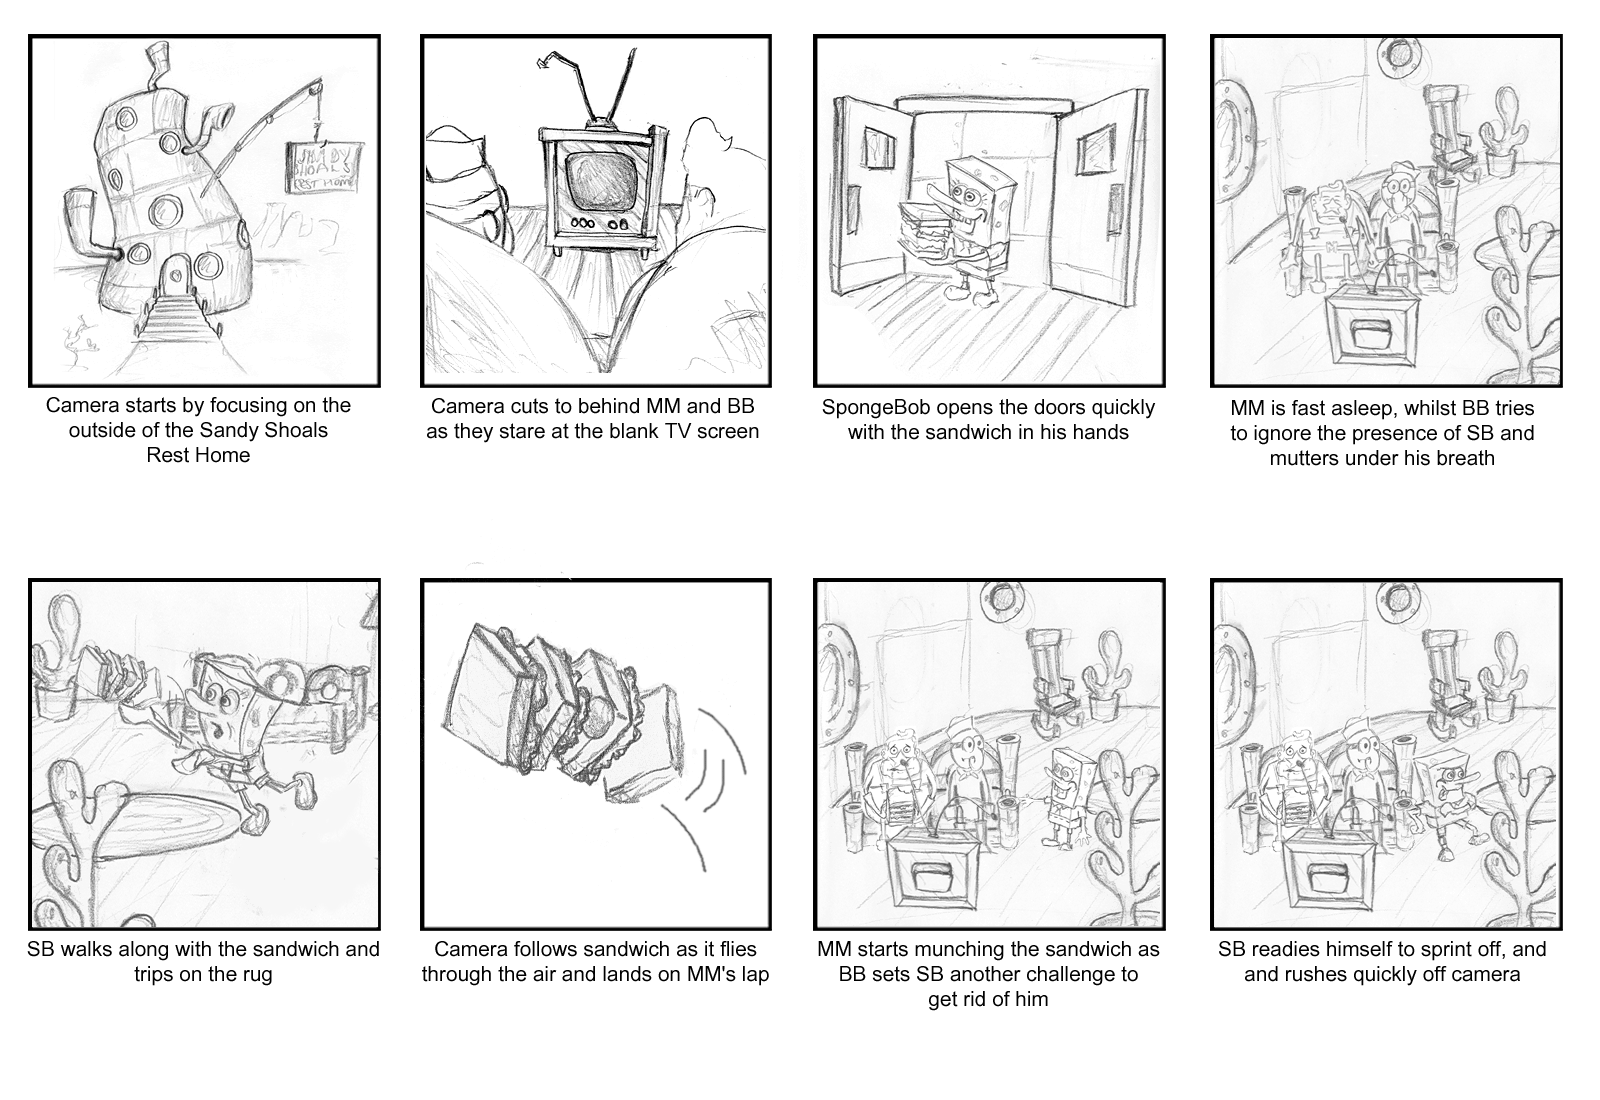 SHADY
SHOALS
REST HOME
Camera starts by focusing on the
outside of the Sandy Shoals
Rest Home
Camera cuts to behind MM and BB
as they stare at the blank TV screen
SpongeBob opens the doors quickly
with the sandwich in his hands
MM is fast asleep, whilst BB tries
to ignore the presence of SB and
mutters under his breath
SB walks along with the sandwich and
trips on the rug
Camera follows sandwich as it flies
through the air and lands on MM's lap
MM starts munching the sandwich as
BB sets SB another challenge to
get rid of him
SB readies himself to sprint off, and
and rushes quickly off camera